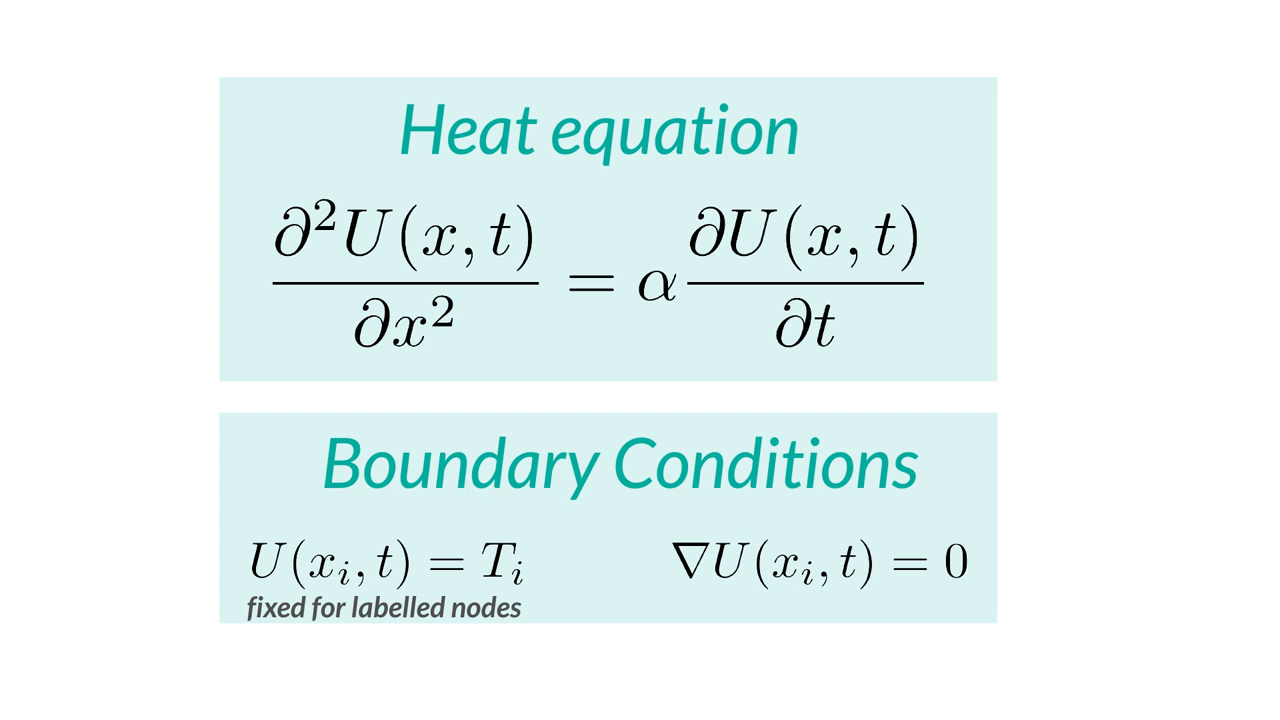 Heat equation
∂²U(x, t)/∂x² = α ∂U(x, t)/∂t
Boundary Conditions
U(xᵢ, t) = Tᵢ
∇U(xᵢ, t) = 0
fixed for labelled nodes